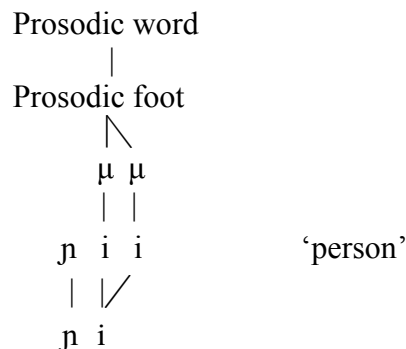 Prosodic word
Prosodic foot
μ μ
ɲ i i ‘person’
ɲ i